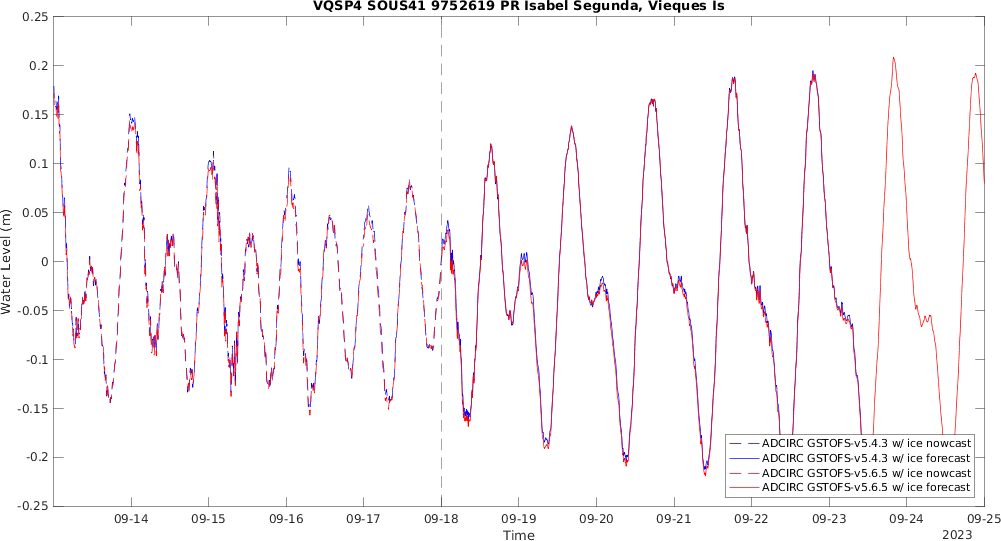 VQSP4 SOUS41 9752619 PR Isabel Segunda, Vieques Is
0.25
0.2
0.15
0.1
0.05
0
-0.05
-0.1
-0.15
-0.2
-0.25
Water Level (m)
ADCIRC GSTOFS-v5.4.3 w/ ice nowcast
ADCIRC GSTOFS-v5.4.3 w/ ice forecast
ADCIRC GSTOFS-v5.6.5 w/ ice nowcast
ADCIRC GSTOFS-v5.6.5 w/ ice forecast
09-14 09-15 09-16 09-17 09-18 09-19 09-20 09-21 09-22 09-23 09-24 09-25
Time 2023